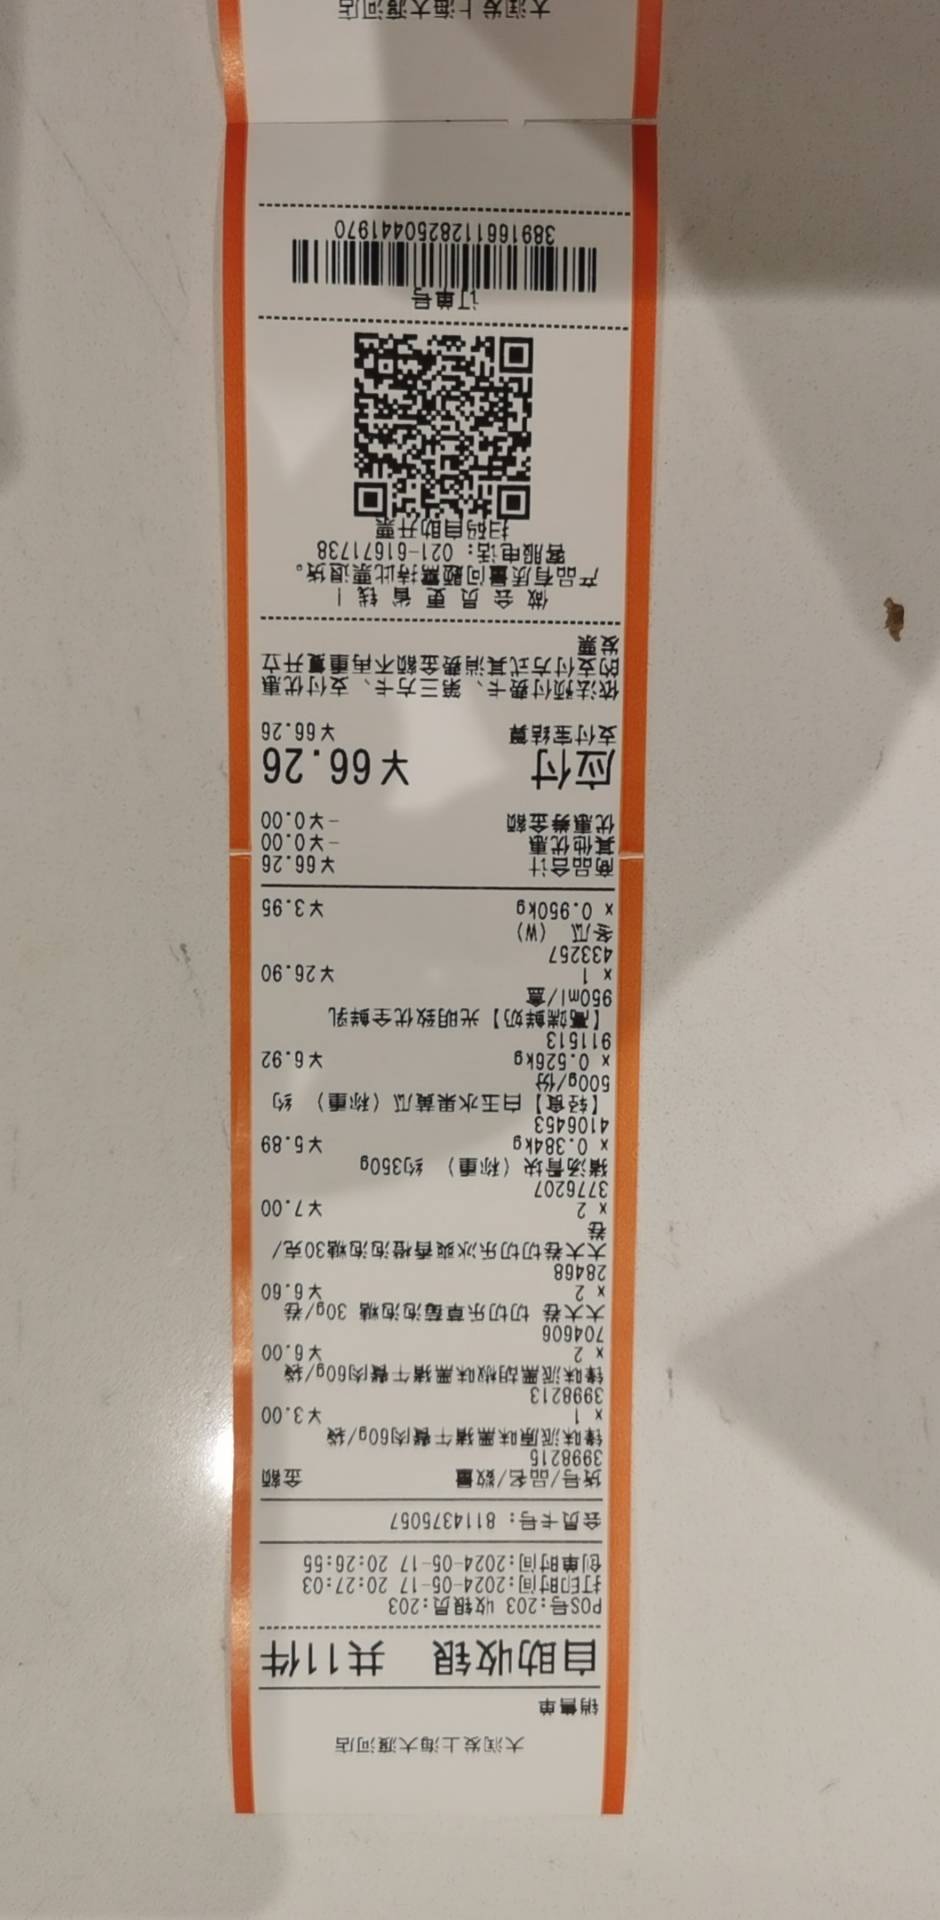 大润发上海大渡河店
销售单
自助收银 共11件
POS号:203 收银员:203
打印时间:2024-05-17 20:27:03
创单时间:2024-05-17 20:26:55
会员卡号: 8114375057
货号/品名/数量 金额
3998215
锋味派原味黑猪午餐肉60g/袋
x 1 ￥3.00
3998213
锋味派黑胡椒味黑猪午餐肉60g/袋
x 2 ￥6.00
704606
大大卷 切切乐草莓泡泡糖 30g/卷
x 2 ￥6.60
28468
大大卷切切乐冰爽香橙泡泡糖30克/
卷
x 2 ￥7.00
3776207
猪汤骨块（称重） 约350g
x 0.384kg ￥5.89
4106453
【轻食】白玉水果黄瓜（称重） 约
500g/份
x 0.526kg ￥6.92
911513
【高端鲜奶】光明致优全鲜乳
950ml/盒
x 1 ￥26.90
433257
冬瓜 (W)
x 0.950kg ￥3.95
商品合计 ￥66.26
其他优惠 -￥0.00
优惠券金额 -￥0.00
应付 ￥66.26
支付宝结算 ￥66.26
依法预付费卡、第三方卡、支付优惠
的支付方式其消费金额不再重复开立
发票
做 会 员 更 省 钱 !
产品有质量问题需持此票退货。
客服电话: 021-61671738
扫码自助开票
订单号
3891661128250441970
大润发上海大渡河店